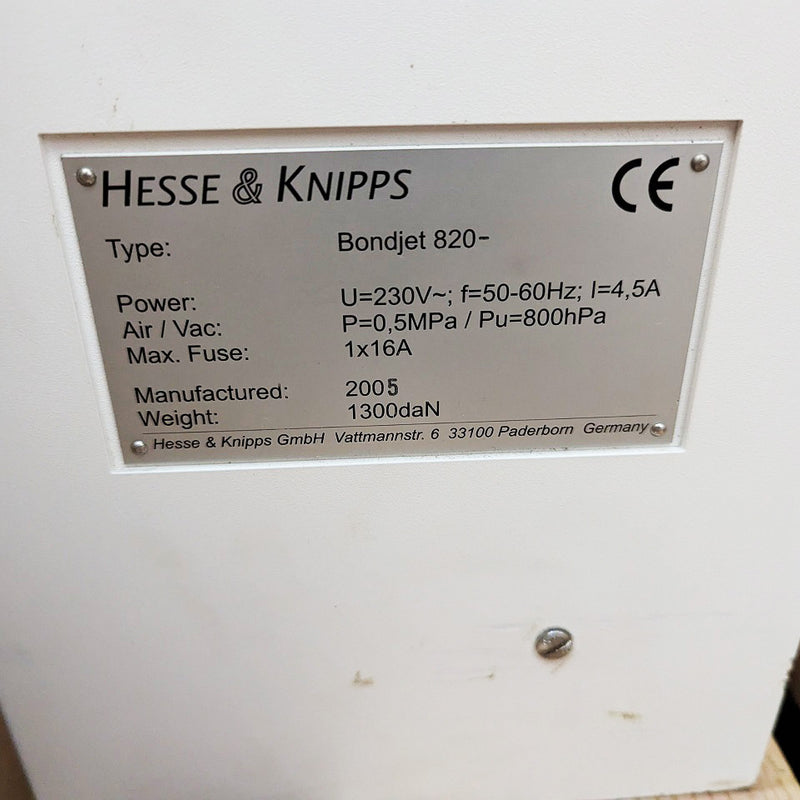 HESSE & KNIPPS CE
Type: Bondjet 820-
Power: U=230V~; f=50-60Hz; I=4,5A
Air / Vac: P=0,5MPa / Pu=800hPa
Max. Fuse: 1x16A
Manufactured: 2005
Weight: 1300daN
Hesse & Knipps GmbH Vattmannstr. 6 33100 Paderborn Germany